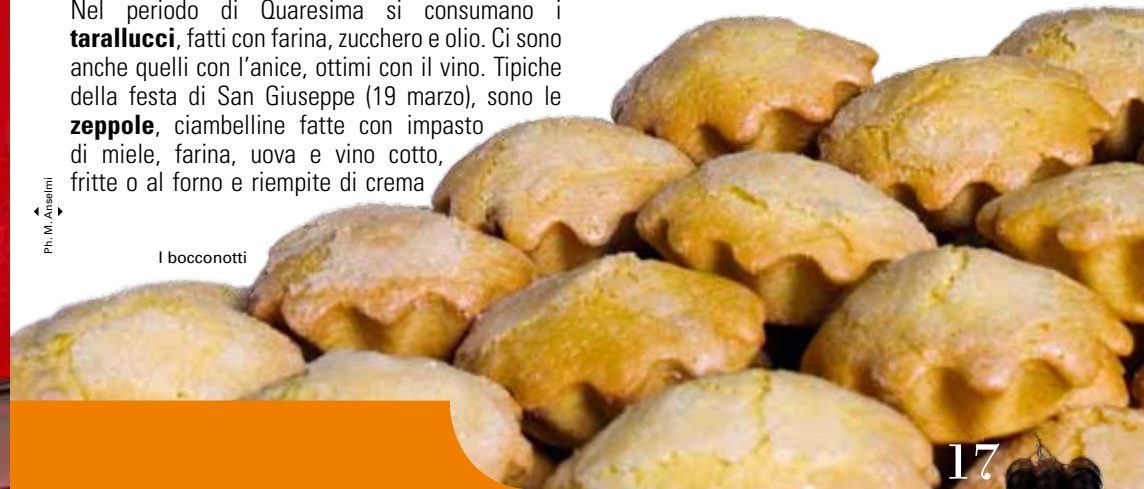 Nel periodo di Quaresima si consumano i
tarallucci, fatti con farina, zucchero e olio. Ci sono
anche quelli con l'anice, ottimi con il vino. Tipiche
della festa di San Giuseppe (19 marzo), sono le
zeppole, ciambelline fatte con impasto
di miele, farina, uova e vino cotto,
fritte o al forno e riempite di crema
Ph. M. Anselmi
I bocconotti
17